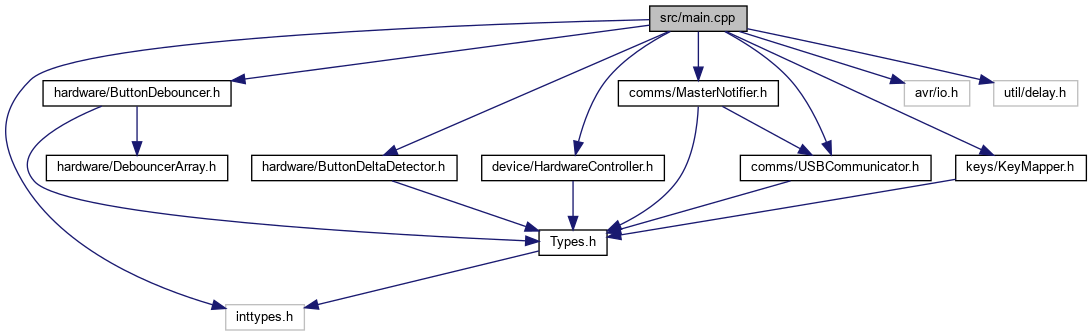 src/main.cpp
hardware/ButtonDebouncer.h
comms/MasterNotifier.h
avr/io.h
util/delay.h
hardware/DebouncerArray.h
hardware/ButtonDeltaDetector.h
device/HardwareController.h
comms/USBCommunicator.h
keys/KeyMapper.h
Types.h
inttypes.h